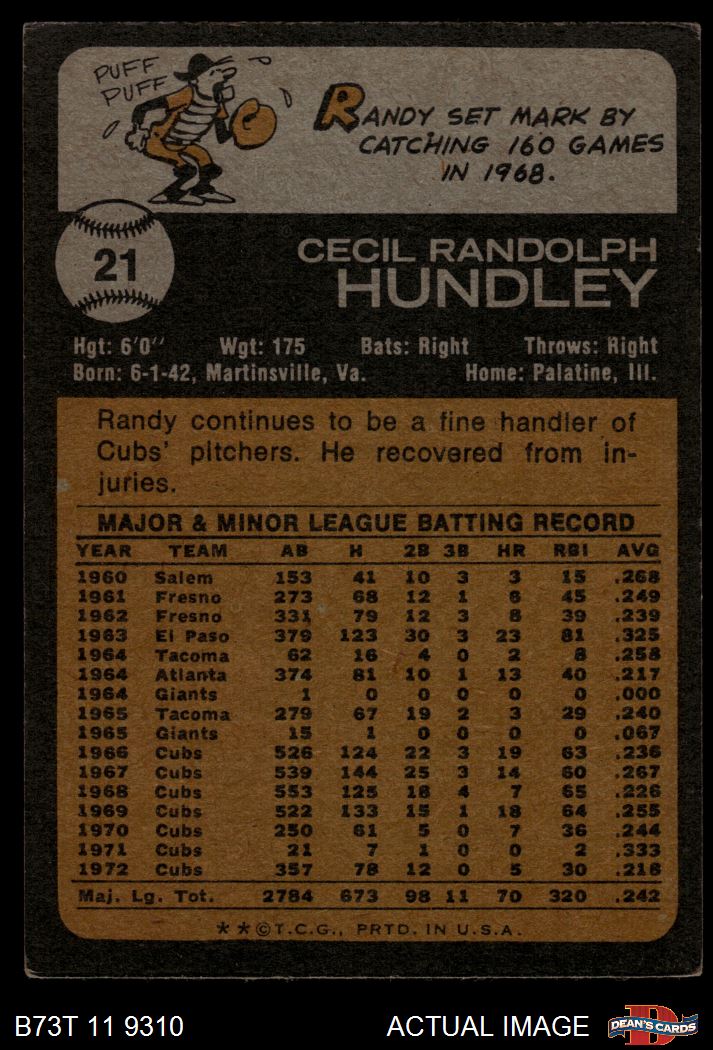 PUFF
PUFF
RANDY SET MARK BY
CATCHING 160 GAMES
IN 1968.
21
CECIL RANDOLPH
HUNDLEY
Hgt: 6'0" Wgt: 175 Bats: Right Throws: Right
Born: 6-1-42, Martinsville, Va. Home: Palatine, Ill.
Randy continues to be a fine handler of
Cubs' pitchers. He recovered from in-
juries.
MAJOR & MINOR LEAGUE BATTING RECORD
YEAR TEAM AB H 2B 3B HR RBI AVG
1960 Salem 153 41 10 3 3 15 .268
1961 Fresno 273 68 12 1 6 45 .249
1962 Fresno 331 79 12 3 8 39 .239
1963 El Paso 379 123 30 3 23 81 .325
1964 Tacoma 62 16 4 0 2 8 .258
1964 Atlanta 374 81 10 1 13 40 .217
1964 Giants 1 0 0 0 0 0 .000
1965 Tacoma 279 67 19 2 3 29 .240
1965 Giants 15 1 0 0 0 0 .067
1966 Cubs 526 124 22 3 19 63 .236
1967 Cubs 539 144 25 3 14 60 .267
1968 Cubs 553 125 18 4 7 65 .226
1969 Cubs 522 133 15 1 18 64 .255
1970 Cubs 250 61 5 0 7 36 .244
1971 Cubs 21 7 1 0 0 2 .333
1972 Cubs 357 78 12 0 5 30 .218
Maj. Lg. Tot. 2784 673 98 11 70 320 .242
**©T.C.G., PRTD. IN U.S.A.
B73T 11 9310 ACTUAL IMAGE
D
DEAN'S CARDS